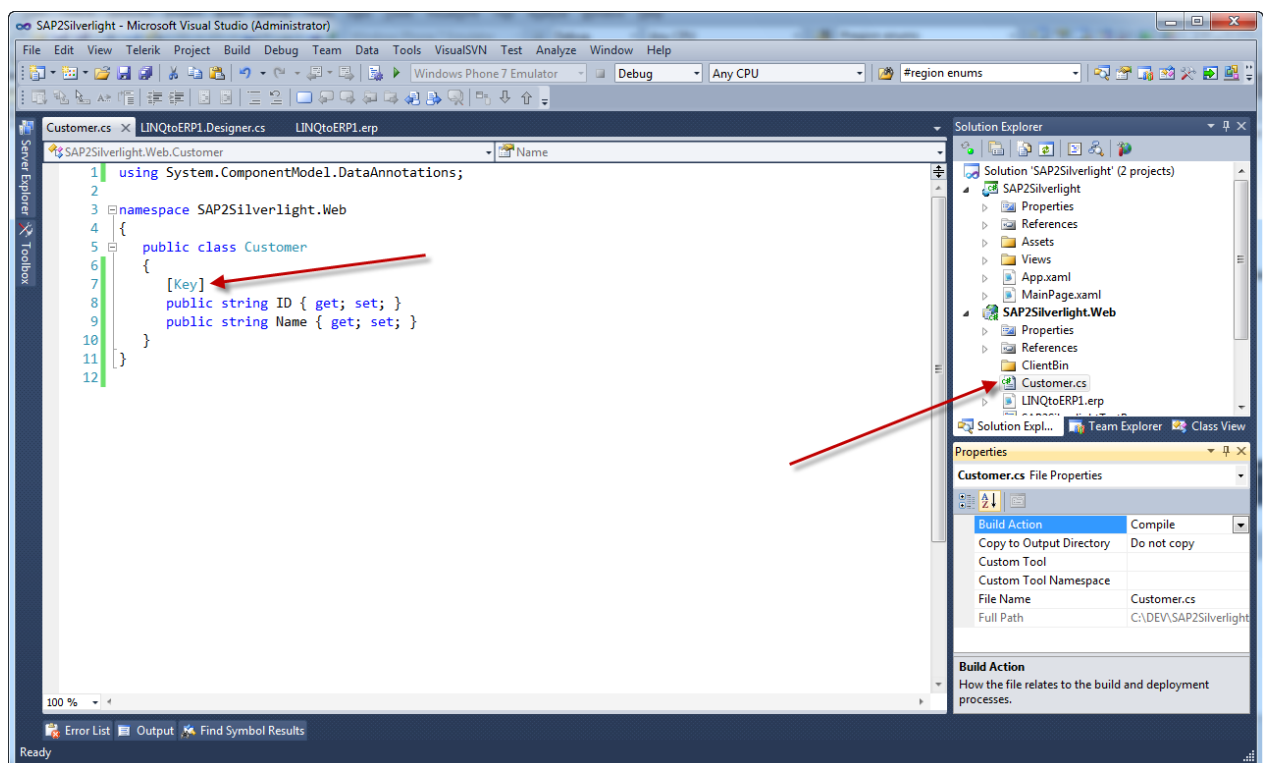 SAP2Silverlight - Microsoft Visual Studio (Administrator)
File Edit View Telerik Project Build Debug Team Data Tools VisualSVN Test Analyze Window Help
Windows Phone 7 Emulator Debug Any CPU #region enums
Customer.cs LINQtoERP1.Designer.cs LINQtoERP1.erp
SAP2Silverlight.Web.Customer Name
Server Explorer
Toolbox
1 using System.ComponentModel.DataAnnotations;
2
3 namespace SAP2Silverlight.Web
4 {
5 public class Customer
6 {
7 [Key]
8 public string ID { get; set; }
9 public string Name { get; set; }
10 }
11 }
12
100 %
Solution Explorer
Solution 'SAP2Silverlight' (2 projects)
SAP2Silverlight
Properties
References
Assets
Views
App.xaml
MainPage.xaml
SAP2Silverlight.Web
Properties
References
ClientBin
Customer.cs
LINQtoERP1.erp
Solution Expl... Team Explorer Class View
Properties
Customer.cs File Properties
Build Action Compile
Copy to Output Directory Do not copy
Custom Tool
Custom Tool Namespace
File Name Customer.cs
Full Path C:\DEV\SAP2Silverlight
Build Action
How the file relates to the build and deployment
processes.
Error List Output Find Symbol Results
Ready